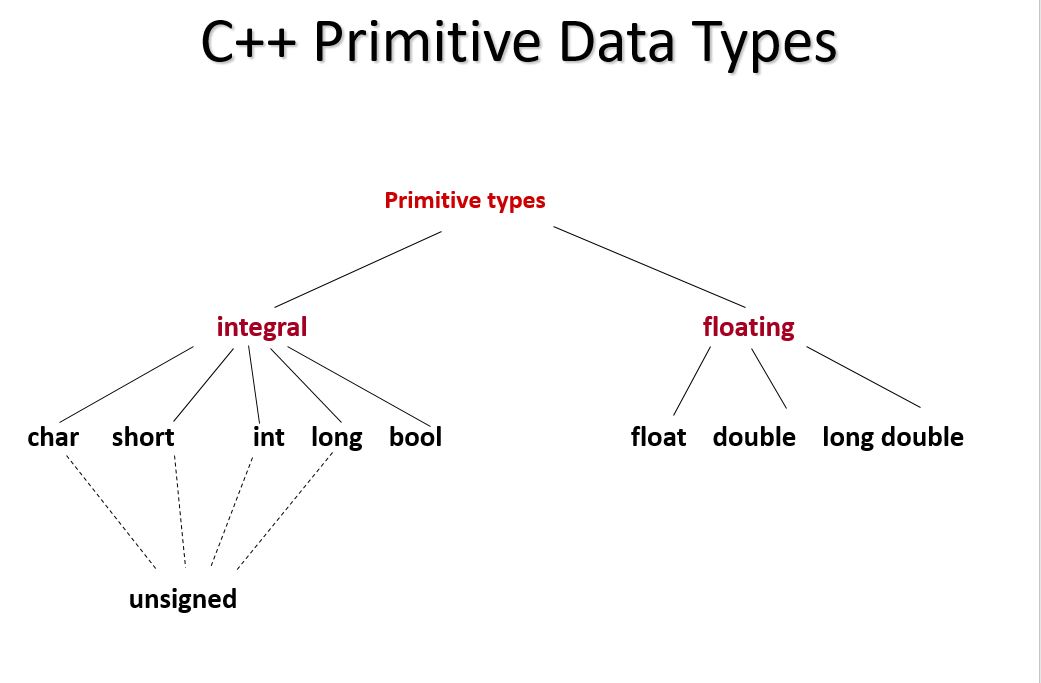 C++ Primitive Data Types
Primitive types
integral floating
char short int long bool float double long double
unsigned